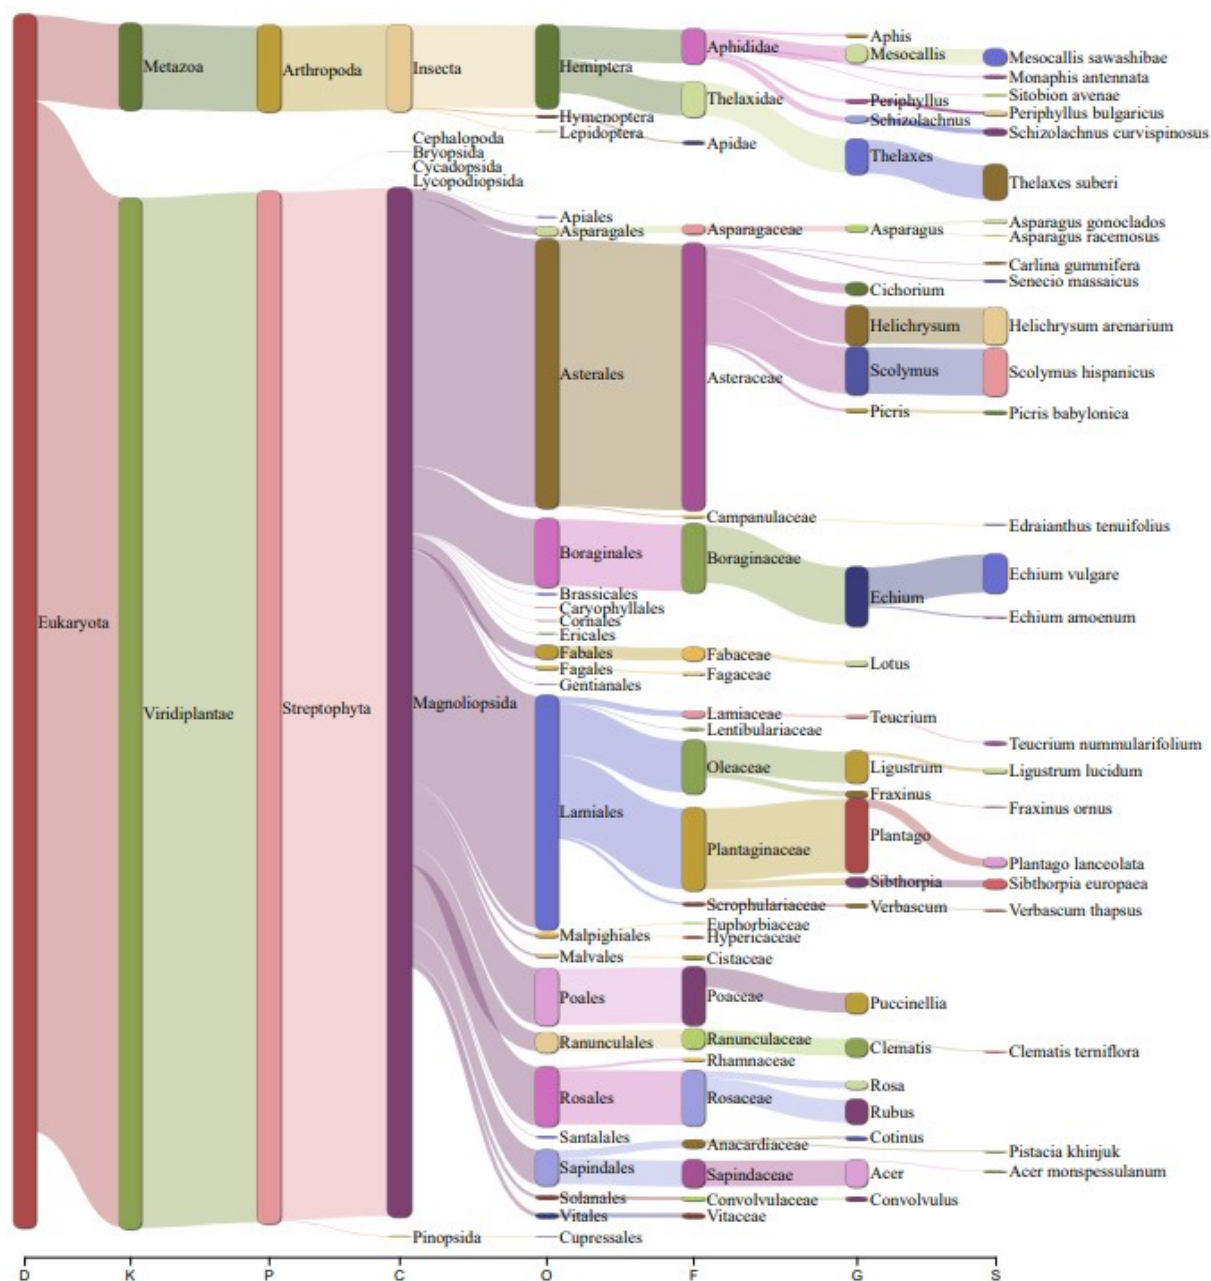 Aphis
Aphididae
Mesocallis
Mesocallis sawashibae
Metazoa
Arthropoda
Insecta
Hemiptera
Monaphis antennata
Thelaxidae
Sitobion avenae
Periphyllus
Periphyllus bulgaricus
Hymenoptera
Schizolachnus
Lepidoptera
Schizolachnus curvispinosus
Cephalopoda
Apidae
Bryopsida
Thelaxes
Cycadopsida
Lycopodiopsida
Thelaxes suberi
Apiales
Asparagus gonoclados
Asparagales
Asparagaceae
Asparagus
Asparagus racemosus
Carlina gummifera
Senecio massaicus
Cichorium
Helichrysum
Helichrysum arenarium
Asterales
Asteraceae
Scolymus
Scolymus hispanicus
Picris
Picris babylonica
Campanulaceae
Edraianthus tenuifolius
Boraginales
Boraginaceae
Echium vulgare
Brassicales
Echium
Caryophyllales
Echium amoenum
Cornales
Eukaryota
Ericales
Fabales
Fabaceae
Lotus
Fagales
Fagaceae
Gentianales
Viridiplantae
Streptophyta
Magnoliopsida
Lamiaceae
Teucrium
Lentibulariaceae
Teucrium nummularifolium
Oleaceae
Ligustrum
Ligustrum lucidum
Fraxinus
Fraxinus ornus
Lamiales
Plantago
Plantaginaceae
Plantago lanceolata
Sibthorpia
Sibthorpia europaea
Scrophulariaceae
Verbascum
Verbascum thapsus
Euphorbiaceae
Malpighiales
Hypericaceae
Malvales
Cistaceae
Poales
Poaceae
Puccinellia
Ranunculales
Ranunculaceae
Clematis
Clematis terniflora
Rhamnaceae
Rosa
Rosales
Rosaceae
Rubus
Santalales
Anacardiaceae
Cotinus
Pistacia khinjuk
Sapindales
Sapindaceae
Acer
Acer monspessulanum
Solanales
Convolvulaceae
Convolvulus
Vitales
Vitaceae
Pinopsida
Cupressales
D K P C O F G S